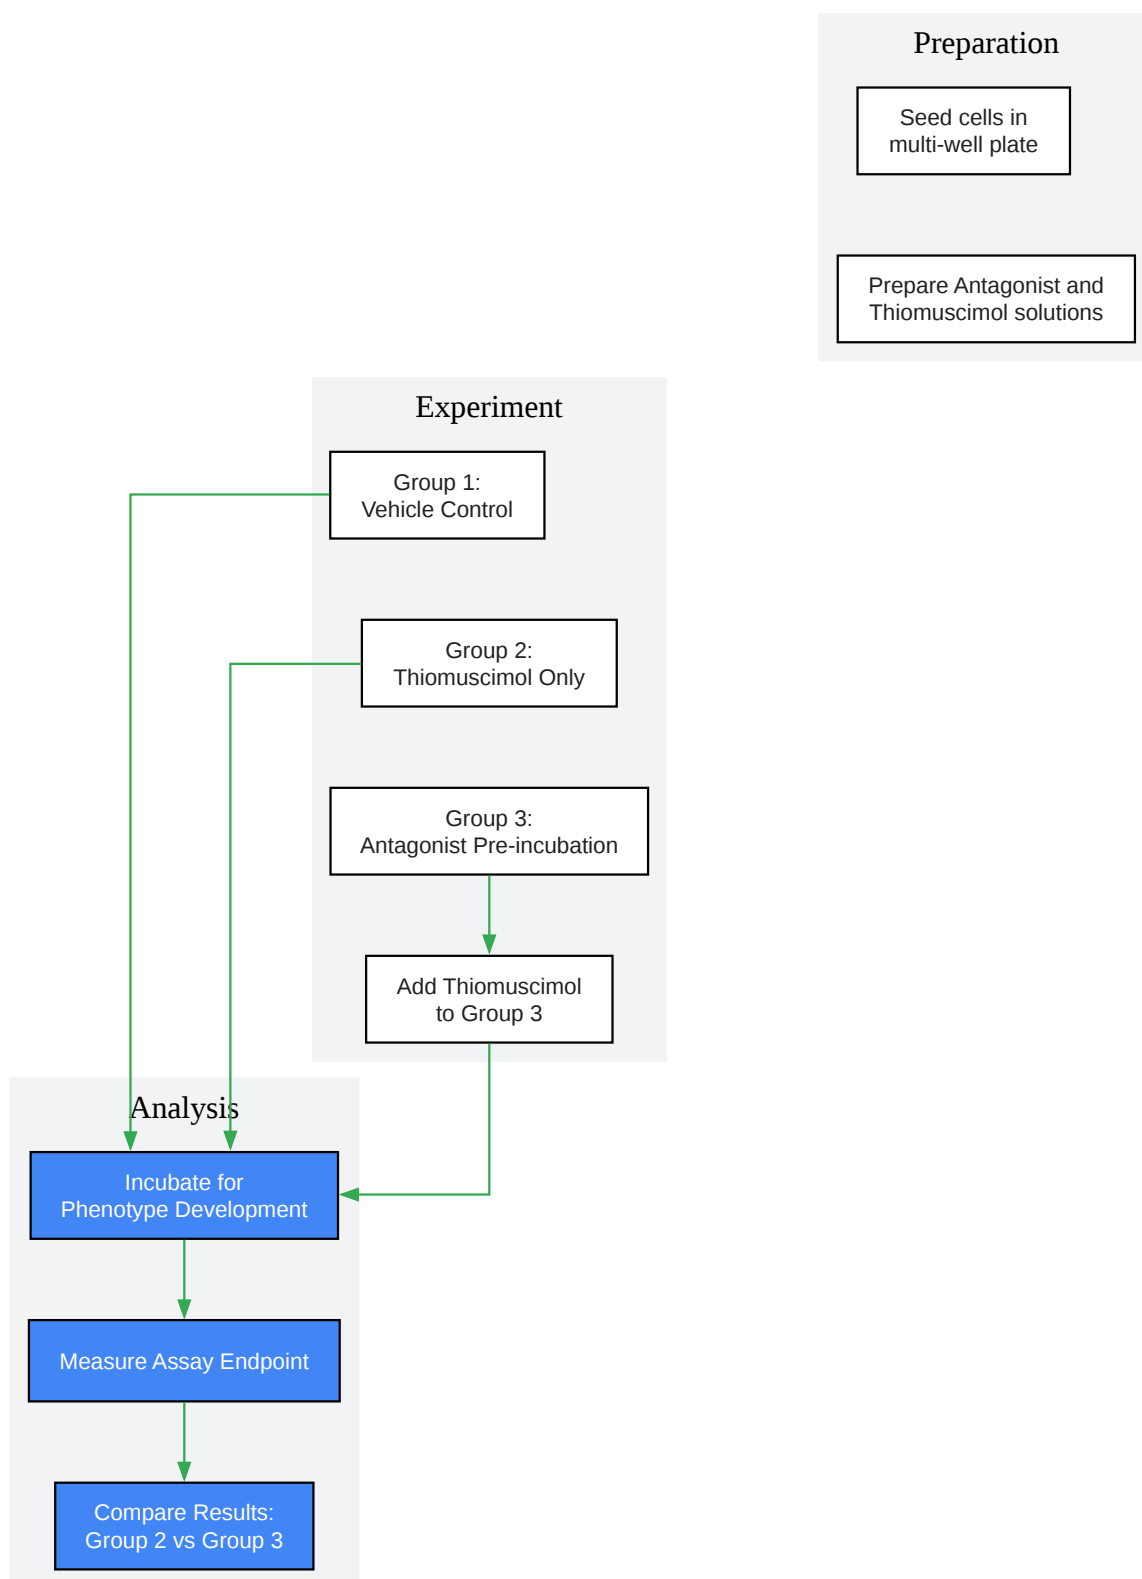 Preparation
Seed cells in
multi-well plate
Prepare Antagonist and
Thiomuscimol solutions
Experiment
Group 1:
Vehicle Control
Group 2:
Thiomuscimol Only
Group 3:
Antagonist Pre-incubation
Add Thiomuscimol
to Group 3
Analysis
Incubate for
Phenotype Development
Measure Assay Endpoint
Compare Results:
Group 2 vs Group 3